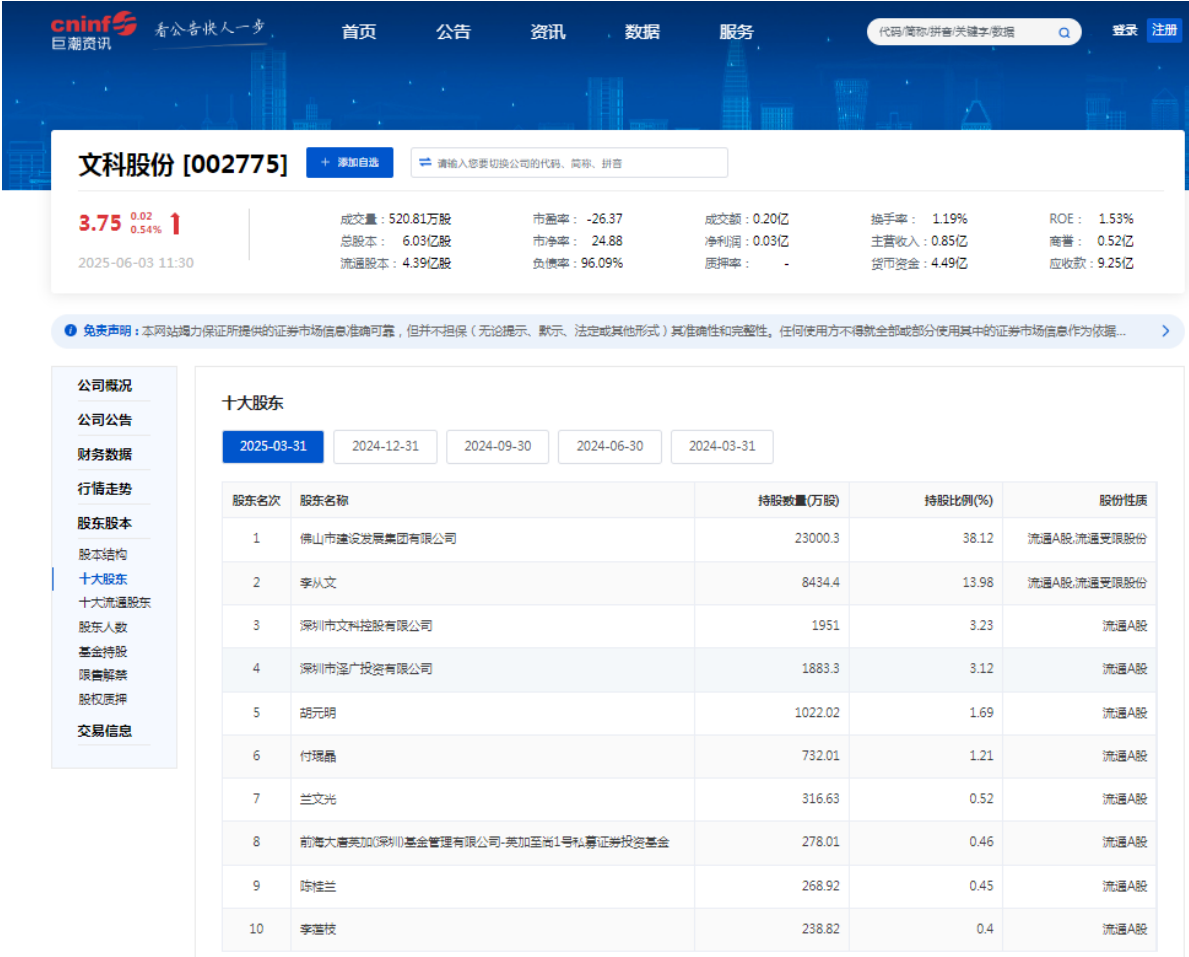 cninf
巨潮资讯
看公告快人一步
首页 公告 资讯 数据 服务
代码/简称/拼音/关键字/数据
登录 注册
文科股份 [002775]
+ 添加自选
请输入您要切换公司的代码、简称、拼音
3.75 0.02 0.54%
2025-06-03 11:30
成交量：520.81万股 市盈率： -26.37 成交额：0.20亿 换手率： 1.19% ROE： 1.53%
总股本： 6.03亿股 市净率： 24.88 净利润：0.03亿 主营收入：0.85亿 商誉： 0.52亿
流通股本：4.39亿股 负债率：96.09% 质押率： - 货币资金：4.49亿 应收款：9.25亿
免责声明：本网站竭力保证所提供的证券市场信息准确可靠，但并不担保（无论提示、默示、法定或其他形式）其准确性和完整性。任何使用方不得就全部或部分使用其中的证券市场信息作为依据...
公司概况
公司公告
财务数据
行情走势
股东股本
股本结构
十大股东
十大流通股东
股东人数
基金持股
限售解禁
股权质押
交易信息
十大股东
2025-03-31 2024-12-31 2024-09-30 2024-06-30 2024-03-31
股东名次 股东名称 持股数量(万股) 持股比例(%) 股份性质
1 佛山市建设发展集团有限公司 23000.3 38.12 流通A股,流通受限股份
2 李从文 8434.4 13.98 流通A股,流通受限股份
3 深圳市文科控股有限公司 1951 3.23 流通A股
4 深圳市泽广投资有限公司 1883.3 3.12 流通A股
5 胡元明 1022.02 1.69 流通A股
6 付琨晶 732.01 1.21 流通A股
7 兰文光 316.63 0.52 流通A股
8 前海大唐英加(深圳)基金管理有限公司-英加至尚1号私募证券投资基金 278.01 0.46 流通A股
9 陈桂兰 268.92 0.45 流通A股
10 李莲枝 238.82 0.4 流通A股